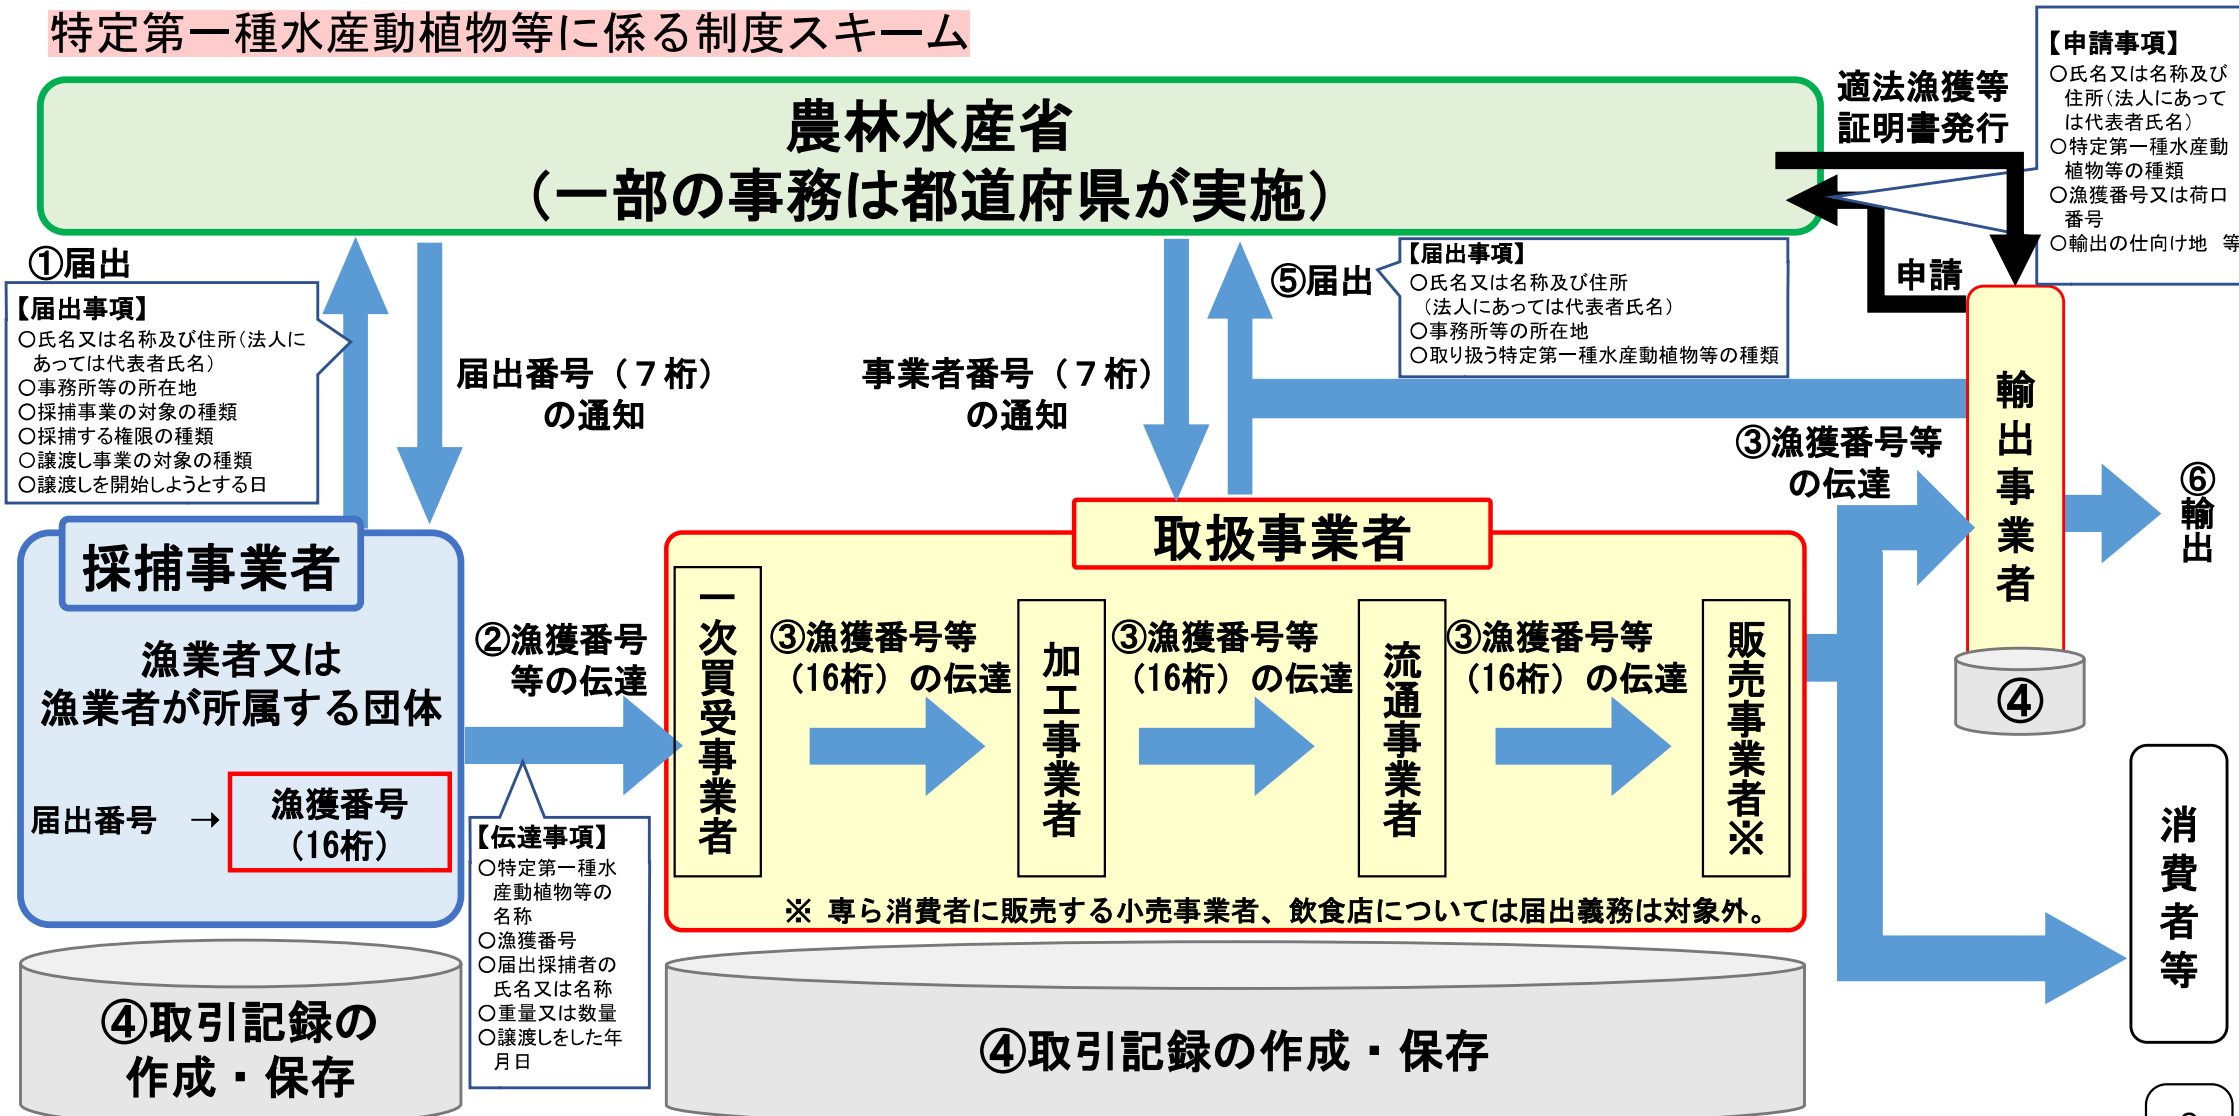 特定第一種水産動植物等に係る制度スキーム
農林水産省
（一部の事務は都道府県が実施）
適法漁獲等
証明書発行
【申請事項】
○氏名又は名称及び
住所（法人にあって
は代表者氏名）
○特定第一種水産動
植物等の種類
○漁獲番号又は荷口
番号
○輸出の仕向け地　等
申請
①届出
【届出事項】
○氏名又は名称及び住所（法人に
あっては代表者氏名）
○事務所等の所在地
○採捕事業の対象の種類
○採捕する権限の種類
○譲渡し事業の対象の種類
○譲渡しを開始しようとする日
届出番号（７桁）
の通知
事業者番号（７桁）
の通知
⑤届出
【届出事項】
○氏名又は名称及び住所
（法人にあっては代表者氏名）
○事務所等の所在地
○取り扱う特定第一種水産動植物等の種類
採捕事業者
漁業者又は
漁業者が所属する団体
届出番号　→
漁獲番号
（16桁）
②漁獲番号
等の伝達
【伝達事項】
○特定第一種水
産動植物等の
名称
○漁獲番号
○届出採捕者の
氏名又は名称
○重量又は数量
○譲渡しをした年
月日
取扱事業者
一次買受事業者
③漁獲番号等
（16桁）の伝達
加工事業者
③漁獲番号等
（16桁）の伝達
流通事業者
③漁獲番号等
（16桁）の伝達
販売事業者※
※ 専ら消費者に販売する小売事業者、飲食店については届出義務は対象外。
③漁獲番号等
の伝達
輸出事業者
④
⑥輸出
消費者等
④取引記録の
作成・保存
④取引記録の作成・保存